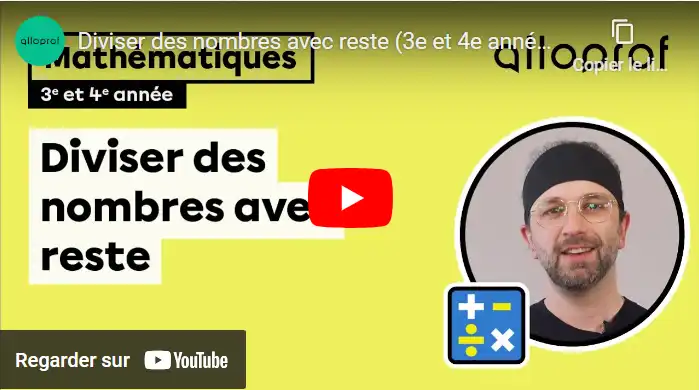 alloprof
Diviser des nombres avec reste (3e et 4e anné...
alloprof
Copier le li...
Mathématiques
3e et 4e année
Diviser des
nombres ave
reste
Regarder sur YouTube